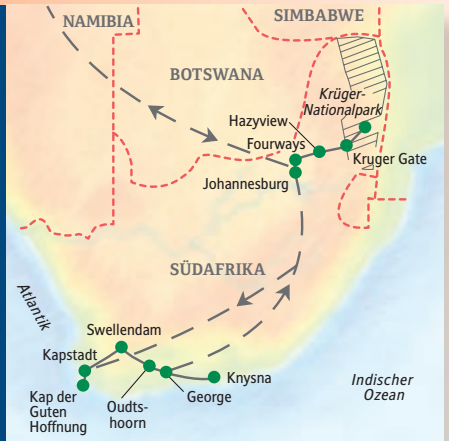 NAMIBIA
SIMBABWE
BOTSWANA
Krüger-
Nationalpark
Hazyview
Fourways
Kruger Gate
Johannesburg
SÜDAFRIKA
Atlantik
Swellendam
Kapstadt
Knysna
Kap der
Guten
Hoffnung
Oudts-
hoorn
George
Indischer
Ozean